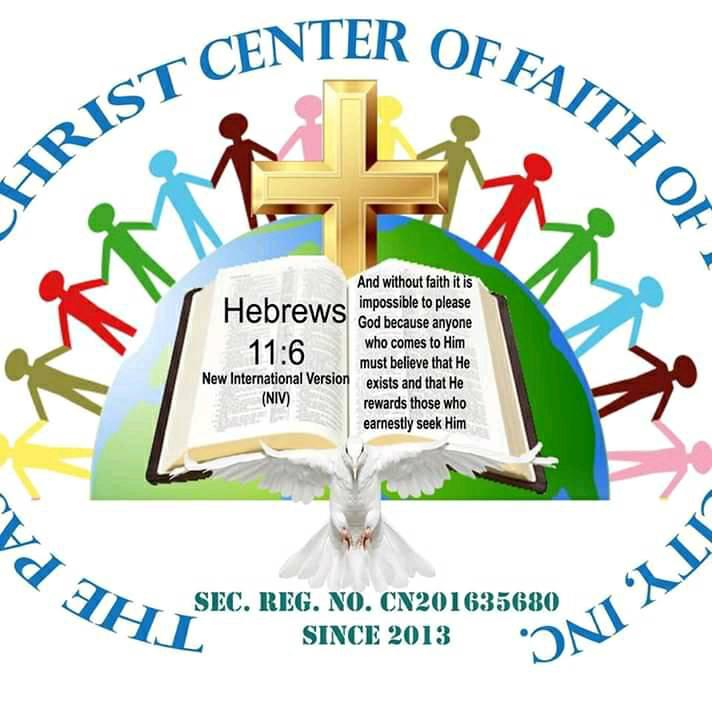 THE PAS
CHRIST CENTER OF FAITH OF
CITY, INC.
Hebrews
11:6
New International Version
(NIV)
And without faith it is
impossible to please
God because anyone
who comes to Him
must believe that He
exists and that He
rewards those who
earnestly seek Him
SEC. REG. NO. CN201635680
SINCE 2013